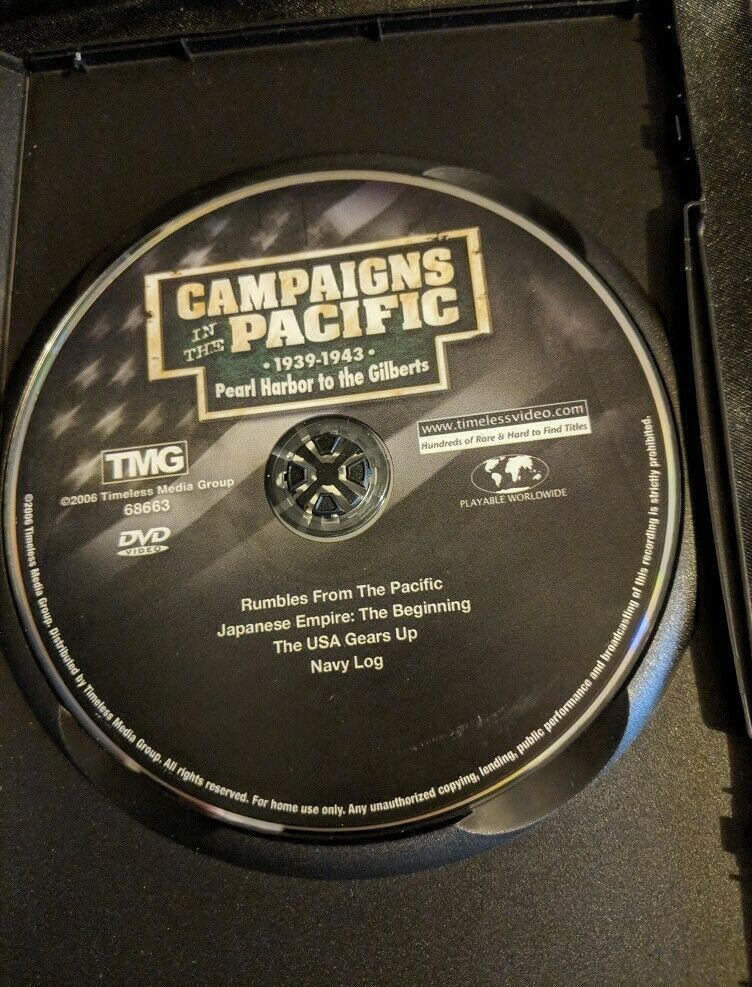 CAMPAIGNS
IN THE PACIFIC
• 1939-1943 •
Pearl Harbor to the Gilberts
www.timelessvideo.com
Hundreds of Rare & Hard to Find Titles
TMG
©2006 Timeless Media Group
68663
DVD
VIDEO
PLAYABLE WORLDWIDE
Rumbles From The Pacific
Japanese Empire: The Beginning
The USA Gears Up
Navy Log
©2006 Timeless Media Group. Distributed by Timeless Media Group. All rights reserved. For home use only. Any unauthorized copying, lending, public performance and broadcasting of this recording is strictly prohibited.